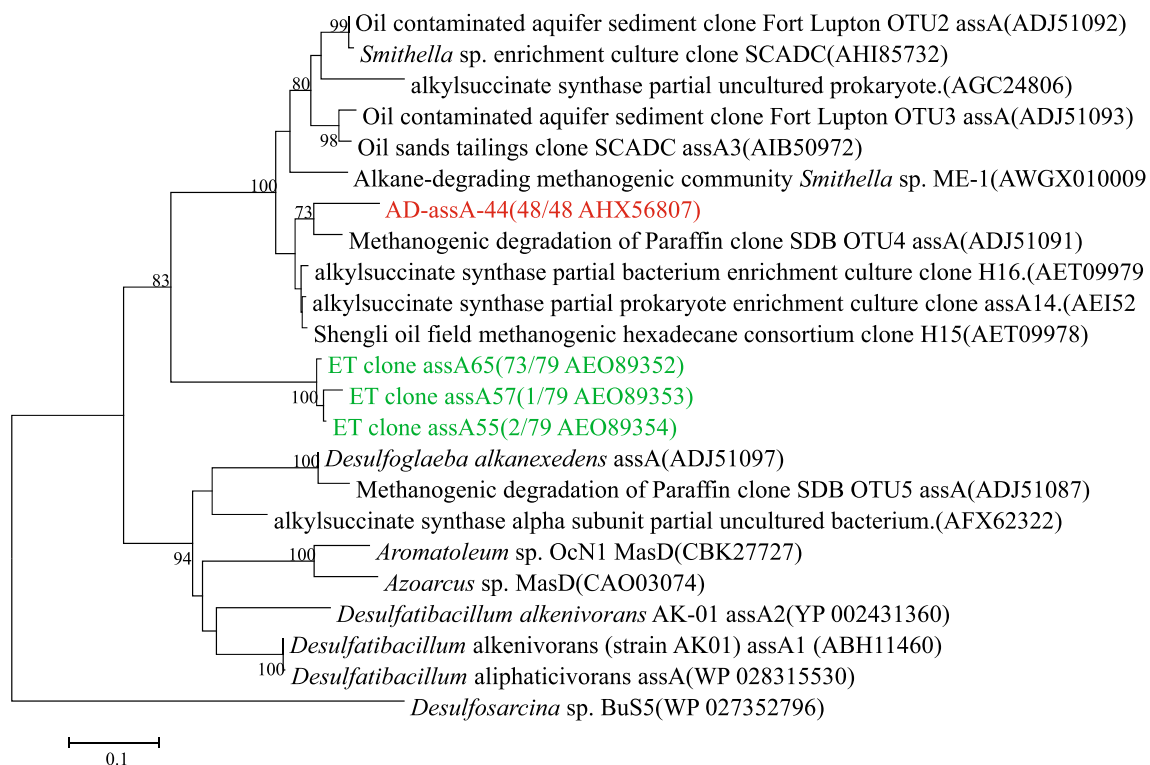 99
Oil contaminated aquifer sediment clone Fort Lupton OTU2 assA(ADJ51092)
Smithella sp. enrichment culture clone SCADC(AHI85732)
80
alkylsuccinate synthase partial uncultured prokaryote.(AGC24806)
Oil contaminated aquifer sediment clone Fort Lupton OTU3 assA(ADJ51093)
98
Oil sands tailings clone SCADC assA3(AIB50972)
100
Alkane-degrading methanogenic community Smithella sp. ME-1(AWGX010009
73
AD-assA-44(48/48 AHX56807)
Methanogenic degradation of Paraffin clone SDB OTU4 assA(ADJ51091)
83
alkylsuccinate synthase partial bacterium enrichment culture clone H16.(AET09979
alkylsuccinate synthase partial prokaryote enrichment culture clone assA14.(AEI52
Shengli oil field methanogenic hexadecane consortium clone H15(AET09978)
ET clone assA65(73/79 AEO89352)
100
ET clone assA57(1/79 AEO89353)
ET clone assA55(2/79 AEO89354)
100
Desulfoglaeba alkanexedens assA(ADJ51097)
Methanogenic degradation of Paraffin clone SDB OTU5 assA(ADJ51087)
alkylsuccinate synthase alpha subunit partial uncultured bacterium.(AFX62322)
94
100
Aromatoleum sp. OcN1 MasD(CBK27727)
Azoarcus sp. MasD(CAO03074)
Desulfatibacillum alkenivorans AK-01 assA2(YP 002431360)
Desulfatibacillum alkenivorans (strain AK01) assA1 (ABH11460)
100
Desulfatibacillum aliphaticivorans assA(WP 028315530)
Desulfosarcina sp. BuS5(WP 027352796)
0.1